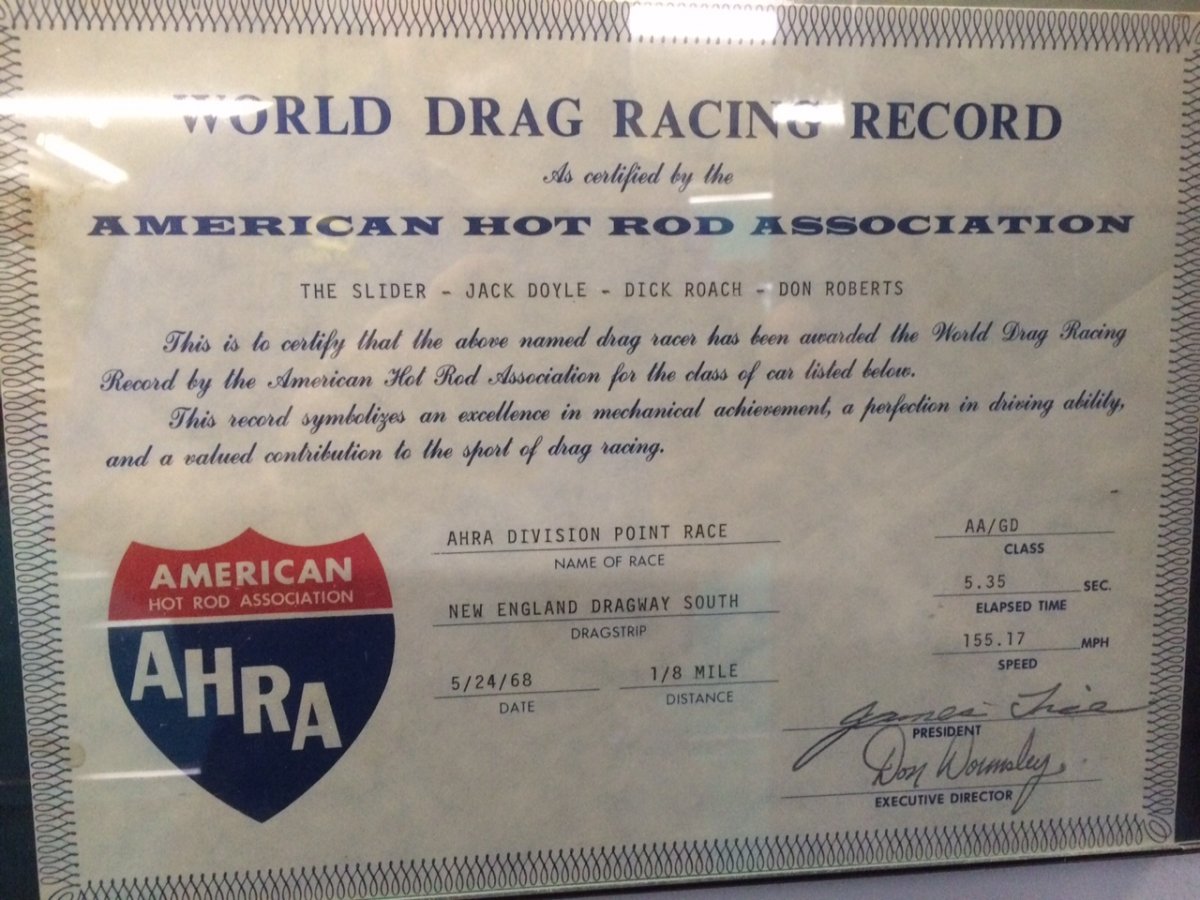 WORLD DRAG RACING RECORD
As certified by the
AMERICAN HOT ROD ASSOCIATION
THE SLIDER - JACK DOYLE - DICK ROACH - DON ROBERTS
This is to certify that the above named drag racer has been awarded the World Drag Racing
Record by the American Hot Rod Association for the class of car listed below.
This record symbolizes an excellence in mechanical achievement, a perfection in driving ability,
and a valued contribution to the sport of drag racing.
AMERICAN
HOT ROD ASSOCIATION
AHRA
AHRA DIVISION POINT RACE
NAME OF RACE
NEW ENGLAND DRAGWAY SOUTH
DRAGSTRIP
5/24/68 1/8 MILE
DATE DISTANCE
AA/GD
CLASS
5.35 SEC.
ELAPSED TIME
155.17 MPH
SPEED
James Tice
PRESIDENT
Don Wormsley
EXECUTIVE DIRECTOR